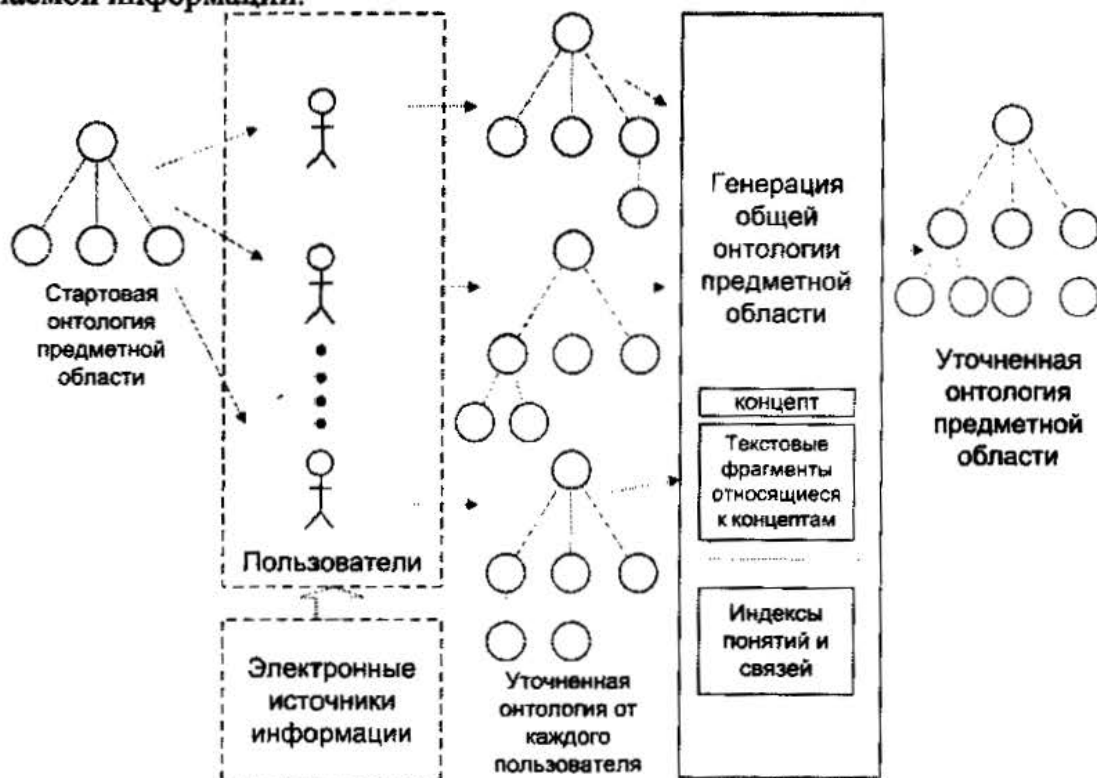 информации.
Стартовая
онтология
предметной
области
Пользователи
Электронные
источники
информации
Уточненная
онтология от
каждого
пользователя
Генерация
общей
онтологии
предметной
области
концепт
Текстовые
фрагменты
относящиеся
к концептам
Индексы
понятий и
связей
Уточненная
онтология
предметной
области